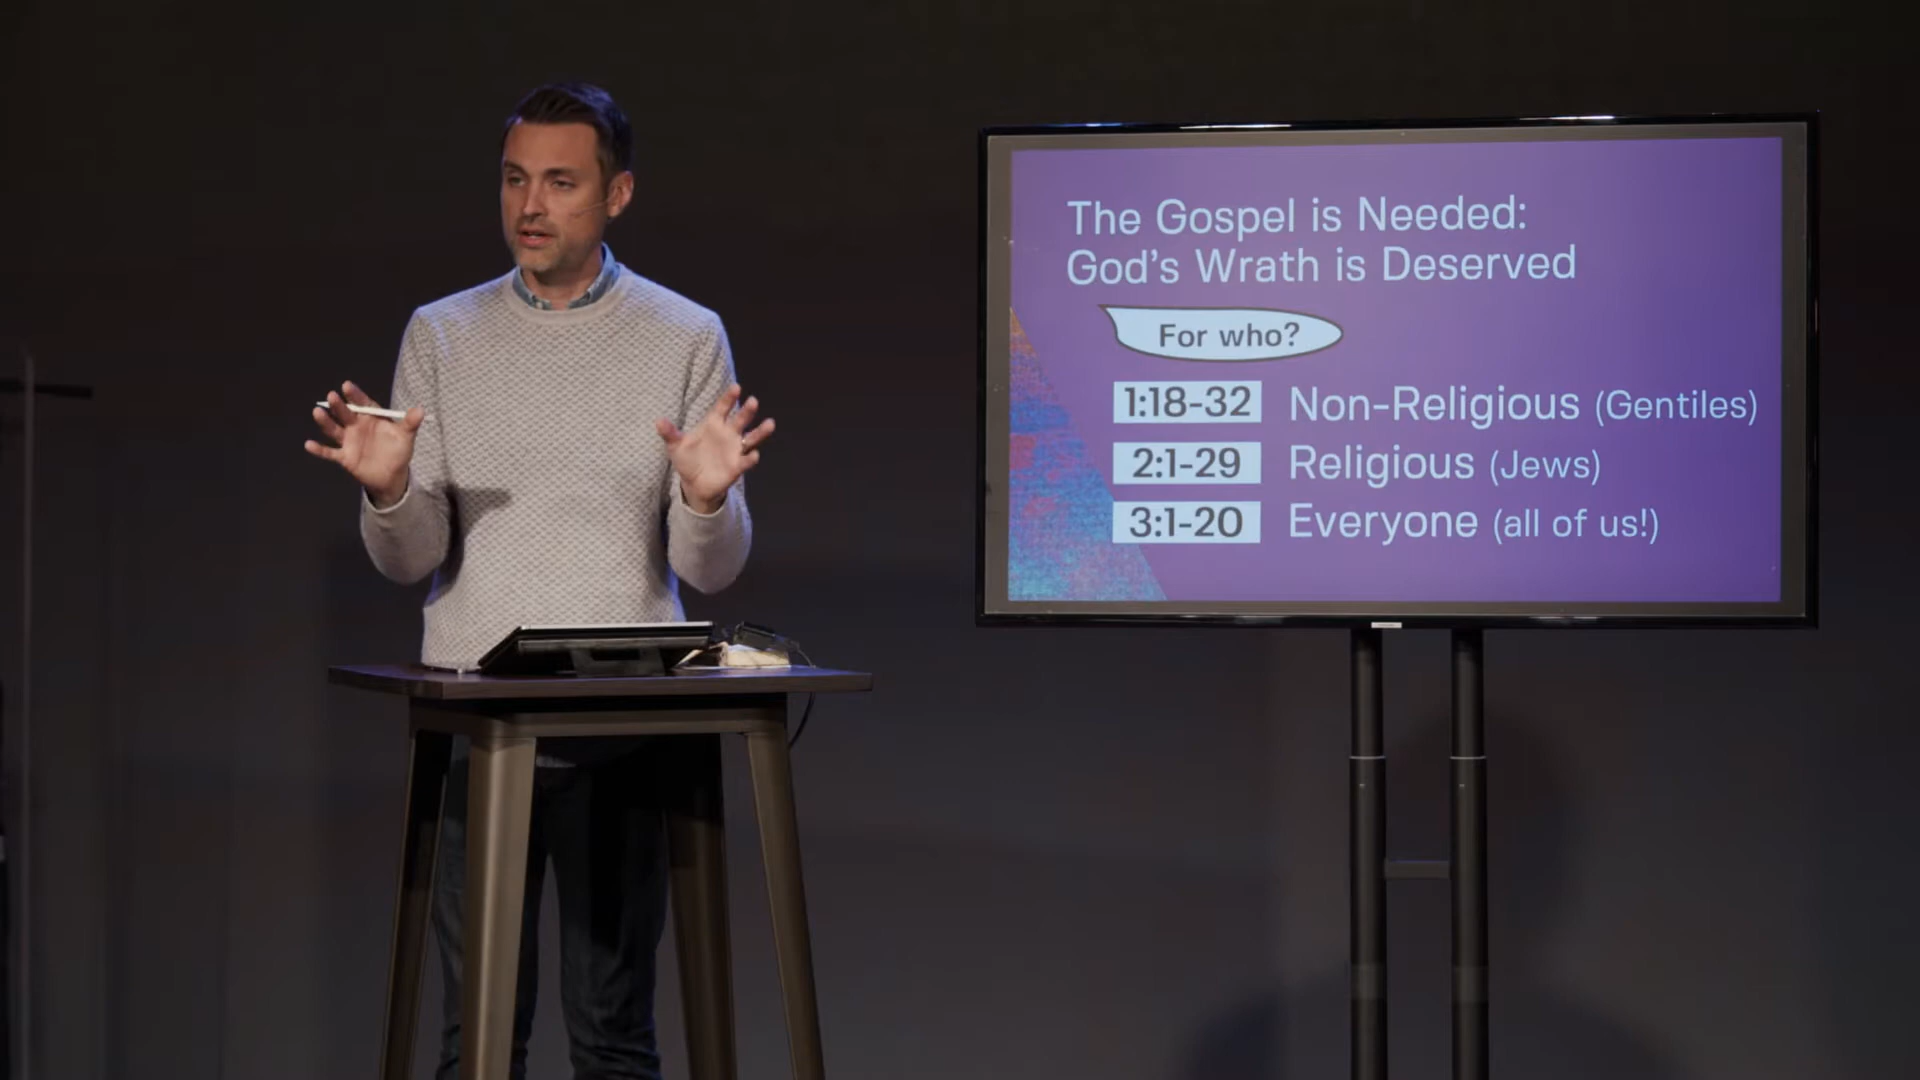 The Gospel is Needed:
God's Wrath is Deserved
For who?
1:18-32 Non-Religious (Gentiles)
2:1-29 Religious (Jews)
3:1-20 Everyone (all of us!)